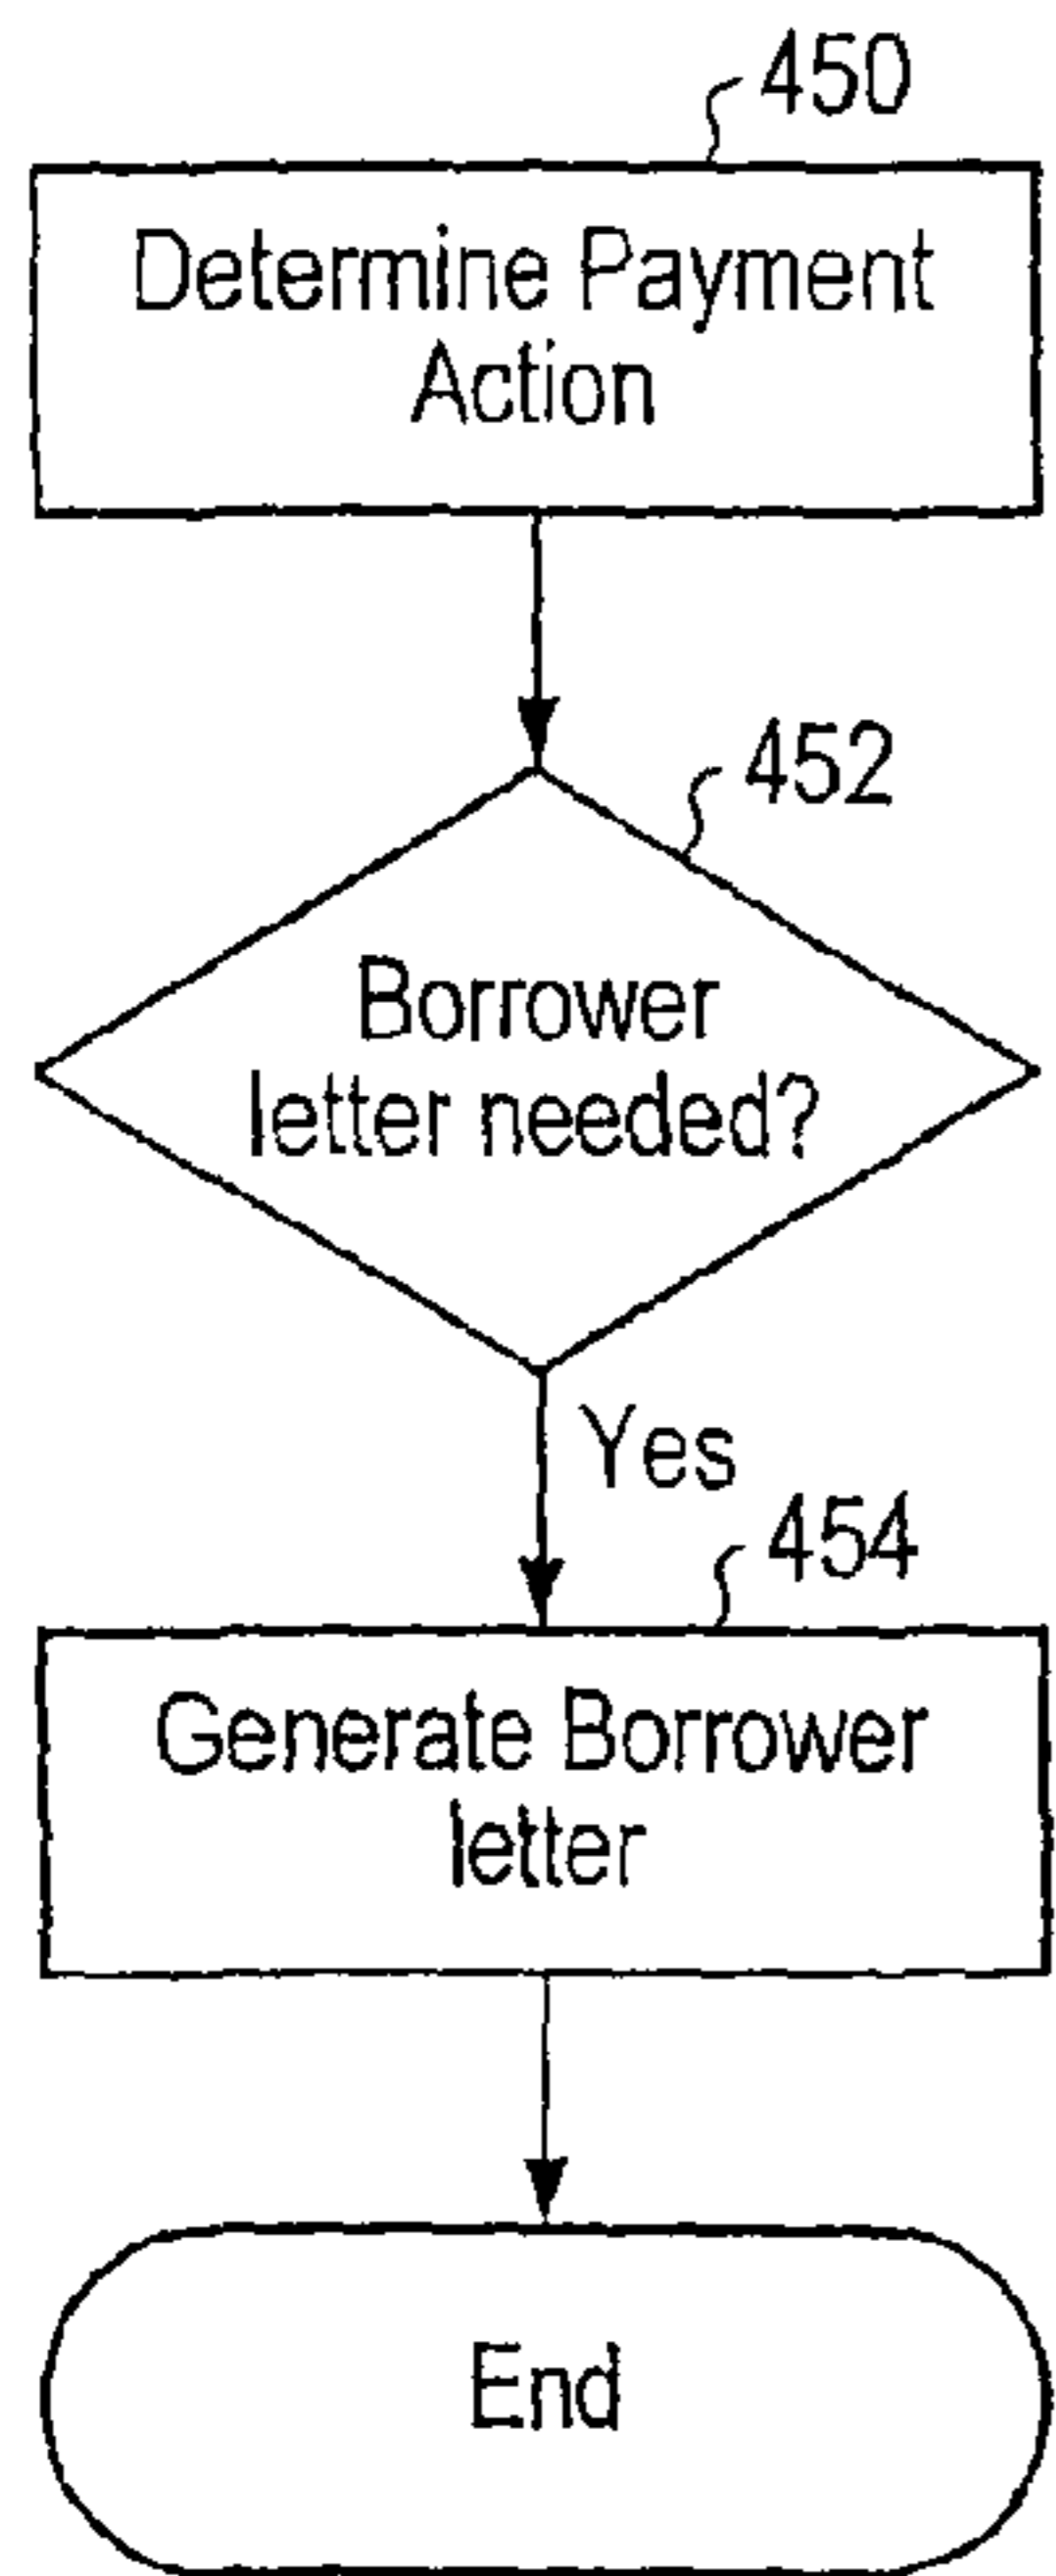 450
Determine Payment
Action
452
Borrower
letter needed?
Yes
454
Generate Borrower
letter
End